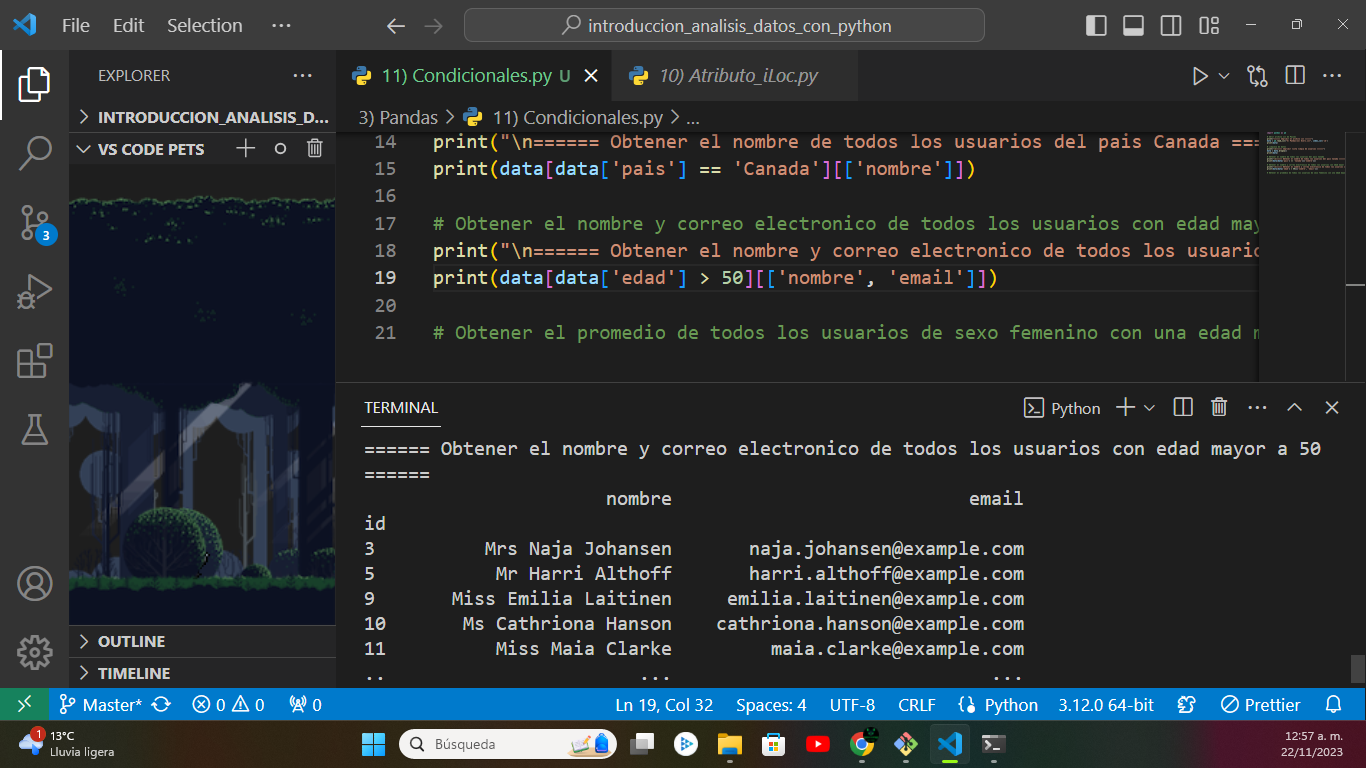 File Edit Selection ···
introduccion_analisis_datos_con_python
EXPLORER ···
INTRODUCCION_ANALISIS_D...
VS CODE PETS
OUTLINE
TIMELINE
11) Condicionales.py U
10) Atributo_iLoc.py
3) Pandas > 11) Condicionales.py > ...
14 print("\n====== Obtener el nombre de todos los usuarios del pais Canada ===
15 print(data[data['pais'] == 'Canada'][['nombre']])
16
17 # Obtener el nombre y correo electronico de todos los usuarios con edad may
18 print("\n====== Obtener el nombre y correo electronico de todos los usuario
19 print(data[data['edad'] > 50][['nombre', 'email']])
20
21 # Obtener el promedio de todos los usuarios de sexo femenino con una edad m
TERMINAL
Python
====== Obtener el nombre y correo electronico de todos los usuarios con edad mayor a 50
======
nombre email
id
3 Mrs Naja Johansen naja.johansen@example.com
5 Mr Harri Althoff harri.althoff@example.com
9 Miss Emilia Laitinen emilia.laitinen@example.com
10 Ms Cathriona Hanson cathriona.hanson@example.com
11 Miss Maia Clarke maia.clarke@example.com
.. ... ...
3
Master* 0 0 0
Ln 19, Col 32 Spaces: 4 UTF-8 CRLF Python 3.12.0 64-bit Prettier
1
13°C
Lluvia ligera
Búsqueda
12:57 a. m.
22/11/2023